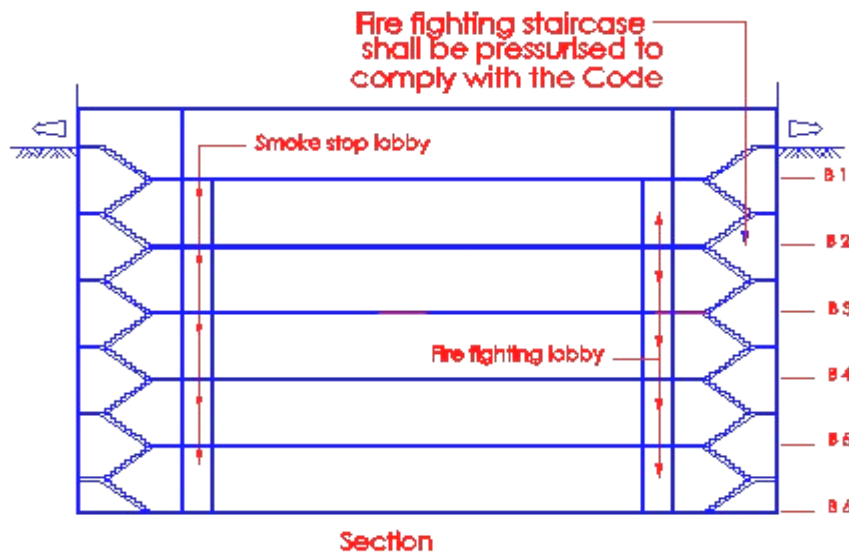 Fire fighting staircase
shall be pressurised to
comply with the Code
Smoke stop lobby
B 1
B 2
B 3
Fire fighting lobby
B 4
B 5
B 6
Section